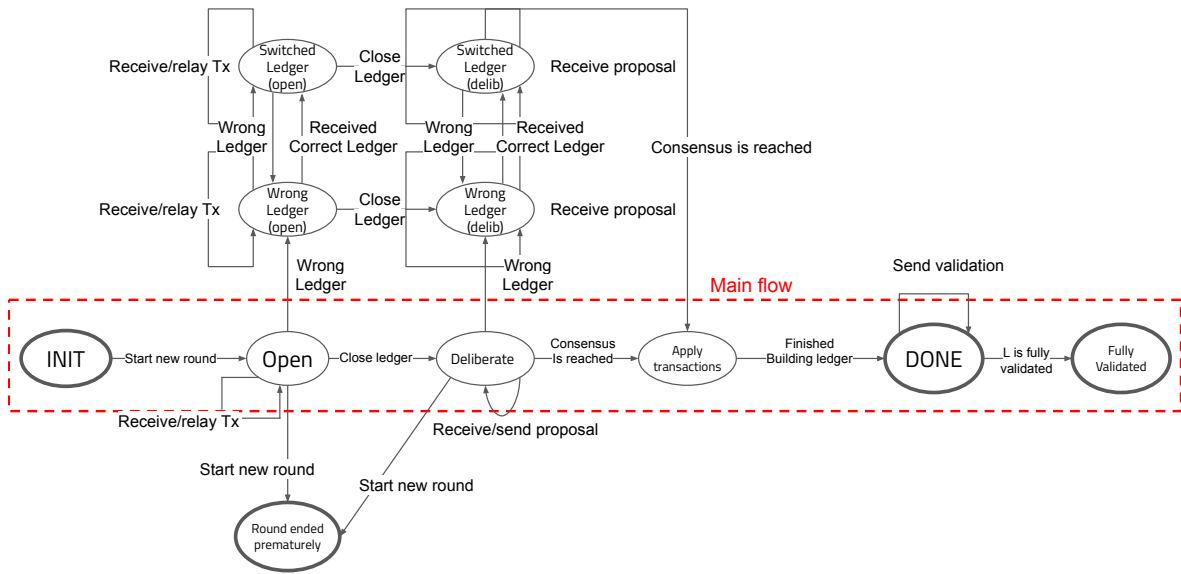 Switched
Ledger
(open)
Receive/relay Tx
Close
Ledger
Switched
Ledger
(delib)
Receive proposal
Wrong
Ledger
Received
Correct Ledger
Wrong
Ledger
Received
Correct Ledger
Consensus is reached
Receive/relay Tx
Wrong
Ledger
(open)
Close
Ledger
Wrong
Ledger
(delib)
Receive proposal
Wrong
Ledger
Wrong
Ledger
Send validation
Main flow
INIT
Start new round
Open
Close ledger
Deliberate
Consensus
Is reached
Apply
transactions
Finished
Building ledger
DONE
L is fully
validated
Fully
Validated
Receive/relay Tx
Receive/send proposal
Start new round
Start new round
Round ended
prematurely